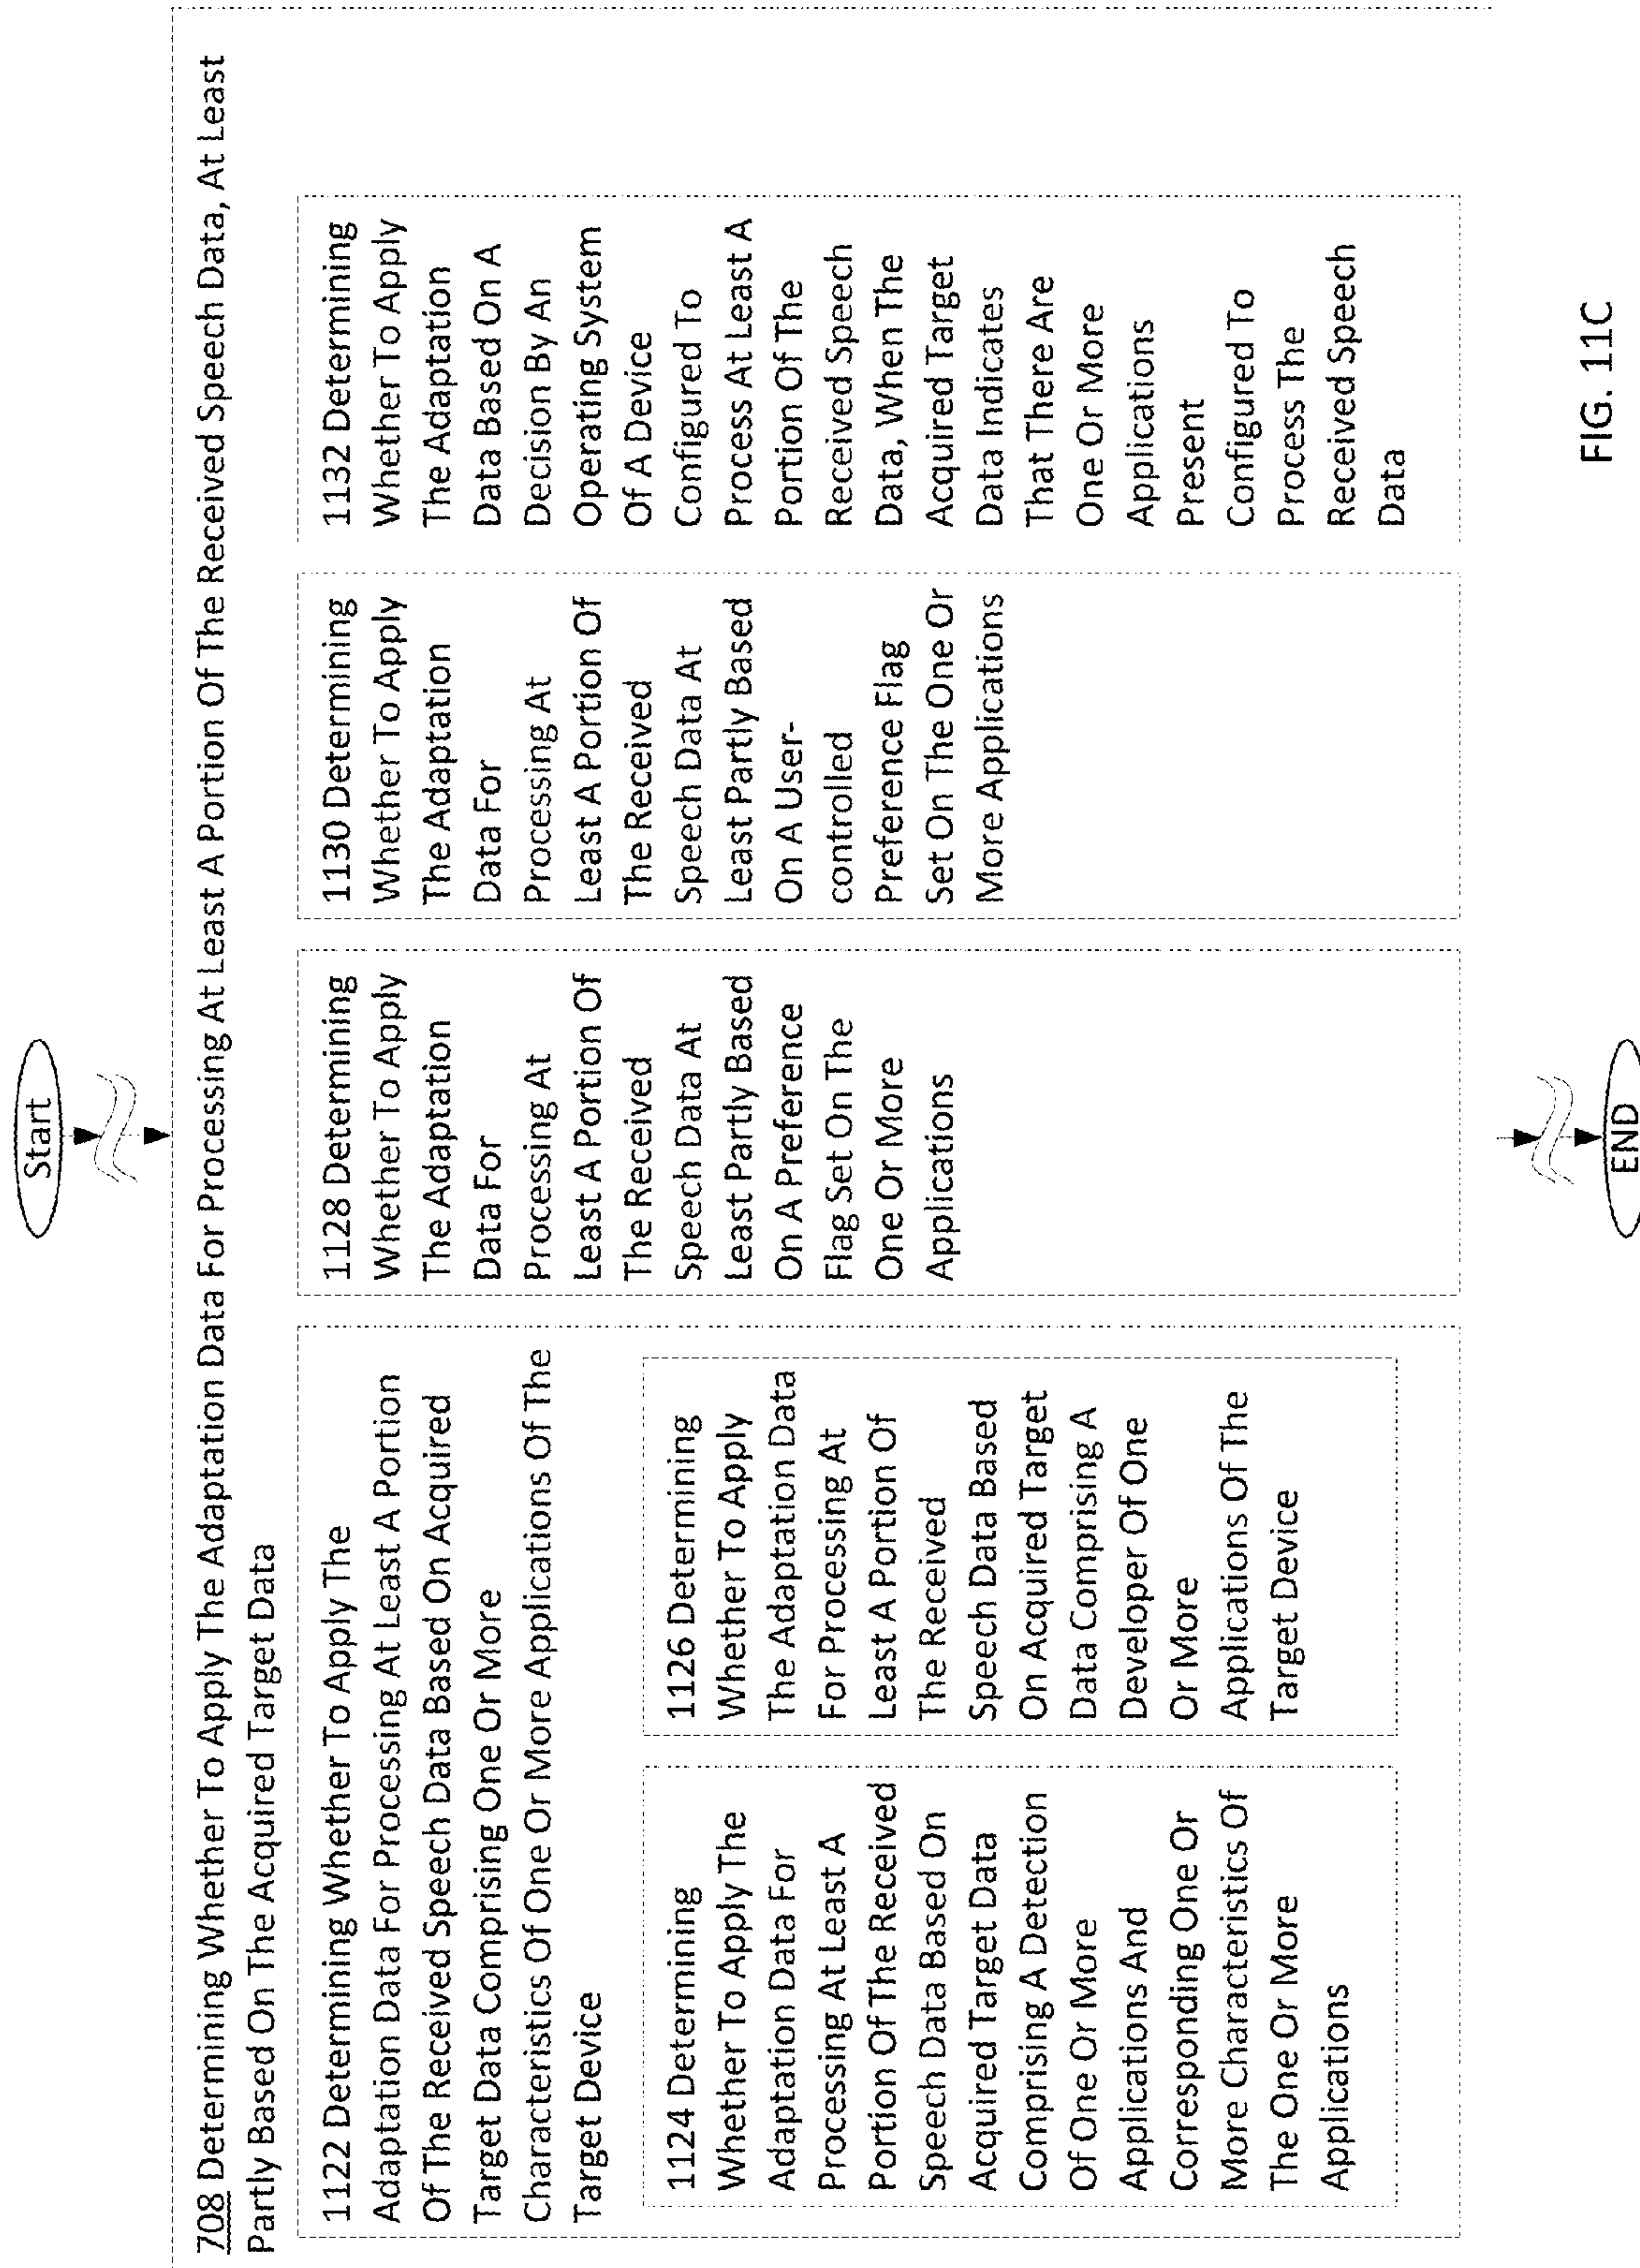 Start
708 Determining Whether To Apply The Adaptation Data For Processing At Least A Portion Of The Received Speech Data, At Least
Partly Based On The Acquired Target Data
1122 Determining Whether To Apply The
Adaptation Data For Processing At Least A Portion
Of The Received Speech Data Based On Acquired
Target Data Comprising One Or More
Characteristics Of One Or More Applications Of The
Target Device
1124 Determining
Whether To Apply The
Adaptation Data For
Processing At Least A
Portion Of The Received
Speech Data Based On
Acquired Target Data
Comprising A Detection
Of One Or More
Applications And
Corresponding One Or
More Characteristics Of
The One Or More
Applications
1126 Determining
Whether To Apply
The Adaptation Data
For Processing At
Least A Portion Of
The Received
Speech Data Based
On Acquired Target
Data Comprising A
Developer Of One
Or More
Applications Of The
Target Device
1128 Determining
Whether To Apply
The Adaptation
Data For
Processing At
Least A Portion Of
The Received
Speech Data At
Least Partly Based
On A Preference
Flag Set On The
One Or More
Applications
1130 Determining
Whether To Apply
The Adaptation
Data For
Processing At
Least A Portion Of
The Received
Speech Data At
Least Partly Based
On A User-
controlled
Preference Flag
Set On The One Or
More Applications
1132 Determining
Whether To Apply
The Adaptation
Data Based On A
Decision By An
Operating System
Of A Device
Configured To
Process At Least A
Portion Of The
Received Speech
Data, When The
Acquired Target
Data Indicates
That There Are
One Or More
Applications
Present
Configured To
Process The
Received Speech
Data
END
FIG. 11C